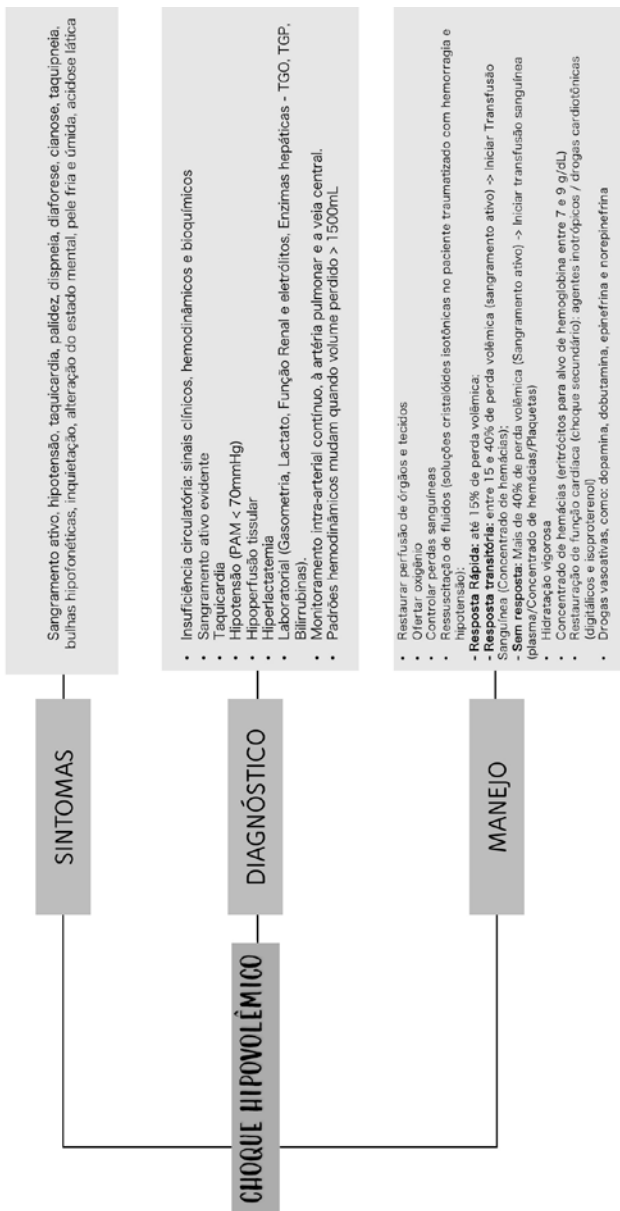 CHOQUE HIPOVOLÊMICO
SINTOMAS
Sangramento ativo, hipotensão, taquicardia, palidez, dispneia, diaforese, cianose, taquipneia,
bulhas hipofonéticas, inquietação, alteração do estado mental, pele fria e úmida, acidose lática
DIAGNÓSTICO
• Insuficiência circulatória: sinais clínicos, hemodinâmicos e bioquímicos
• Sangramento ativo evidente
• Taquicardia
• Hipotensão (PAM < 70mmHg)
• Hipoperfusão tissular
• Hiperlactatemia
• Laboratorial (Gasometria, Lactato, Função Renal e eletrólitos, Enzimas hepáticas - TGO, TGP,
Bilirrubinas).
• Monitoramento intra-arterial contínuo, à artéria pulmonar e a veia central.
• Padrões hemodinâmicos mudam quando volume perdido > 1500mL
MANEJO
• Restaurar perfusão de órgãos e tecidos
• Ofertar oxigênio
• Controlar perdas sanguíneas
• Ressuscitação de fluidos (soluções cristalóides isotônicas no paciente traumatizado com hemorragia e
hipotensão):
- Resposta Rápida: até 15% de perda volêmica;
- Resposta transitória: entre 15 e 40% de perda volêmica (sangramento ativo) -> Iniciar Transfusão
Sanguínea (Concentrado de hemácias);
- Sem resposta: Mais de 40% de perda volêmica (Sangramento ativo) -> Iniciar transfusão sanguínea
(plasma/Concentrado de hemácias/Plaquetas)
• Hidratação vigorosa
• Concentrado de hemácias (eritrócitos para alvo de hemoglobina entre 7 e 9 g/dL)
• Restauração de função cardíaca (choque secundário): agentes inotrópicos / drogas cardiotônicas
(digitálicos e isoproterenol)
• Drogas vasoativas, como: dopamina, dobutamina, epinefrina e norepinefrina